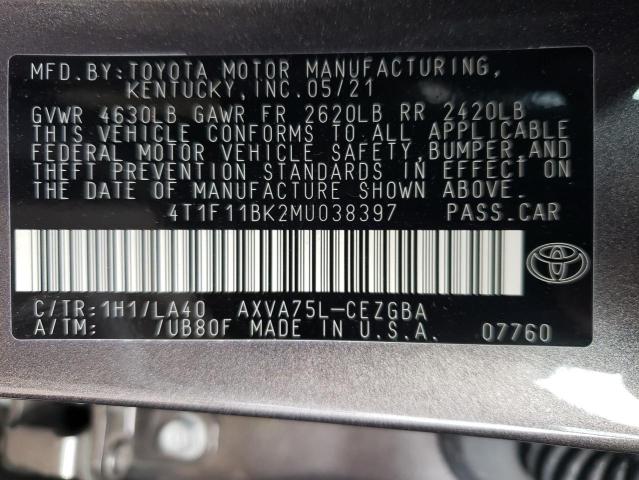 MFD. BY: TOYOTA MOTOR MANUFACTURING,
KENTUCKY, INC. 05/21
GVWR 4630LB GAWR FR 2620LB RR 2420LB
THIS VEHICLE CONFORMS TO ALL APPLICABLE
FEDERAL MOTOR VEHICLE SAFETY, BUMPER, AND
THEFT PREVENTION STANDARDS IN EFFECT ON
THE DATE OF MANUFACTURE SHOWN ABOVE.
4T1F11BK2MU038397 PASS. CAR
C/TR: 1H1/LA40 AXVA75L-CEZGBA
A/TM: /UB80F MADE IN U.S.A. 07760